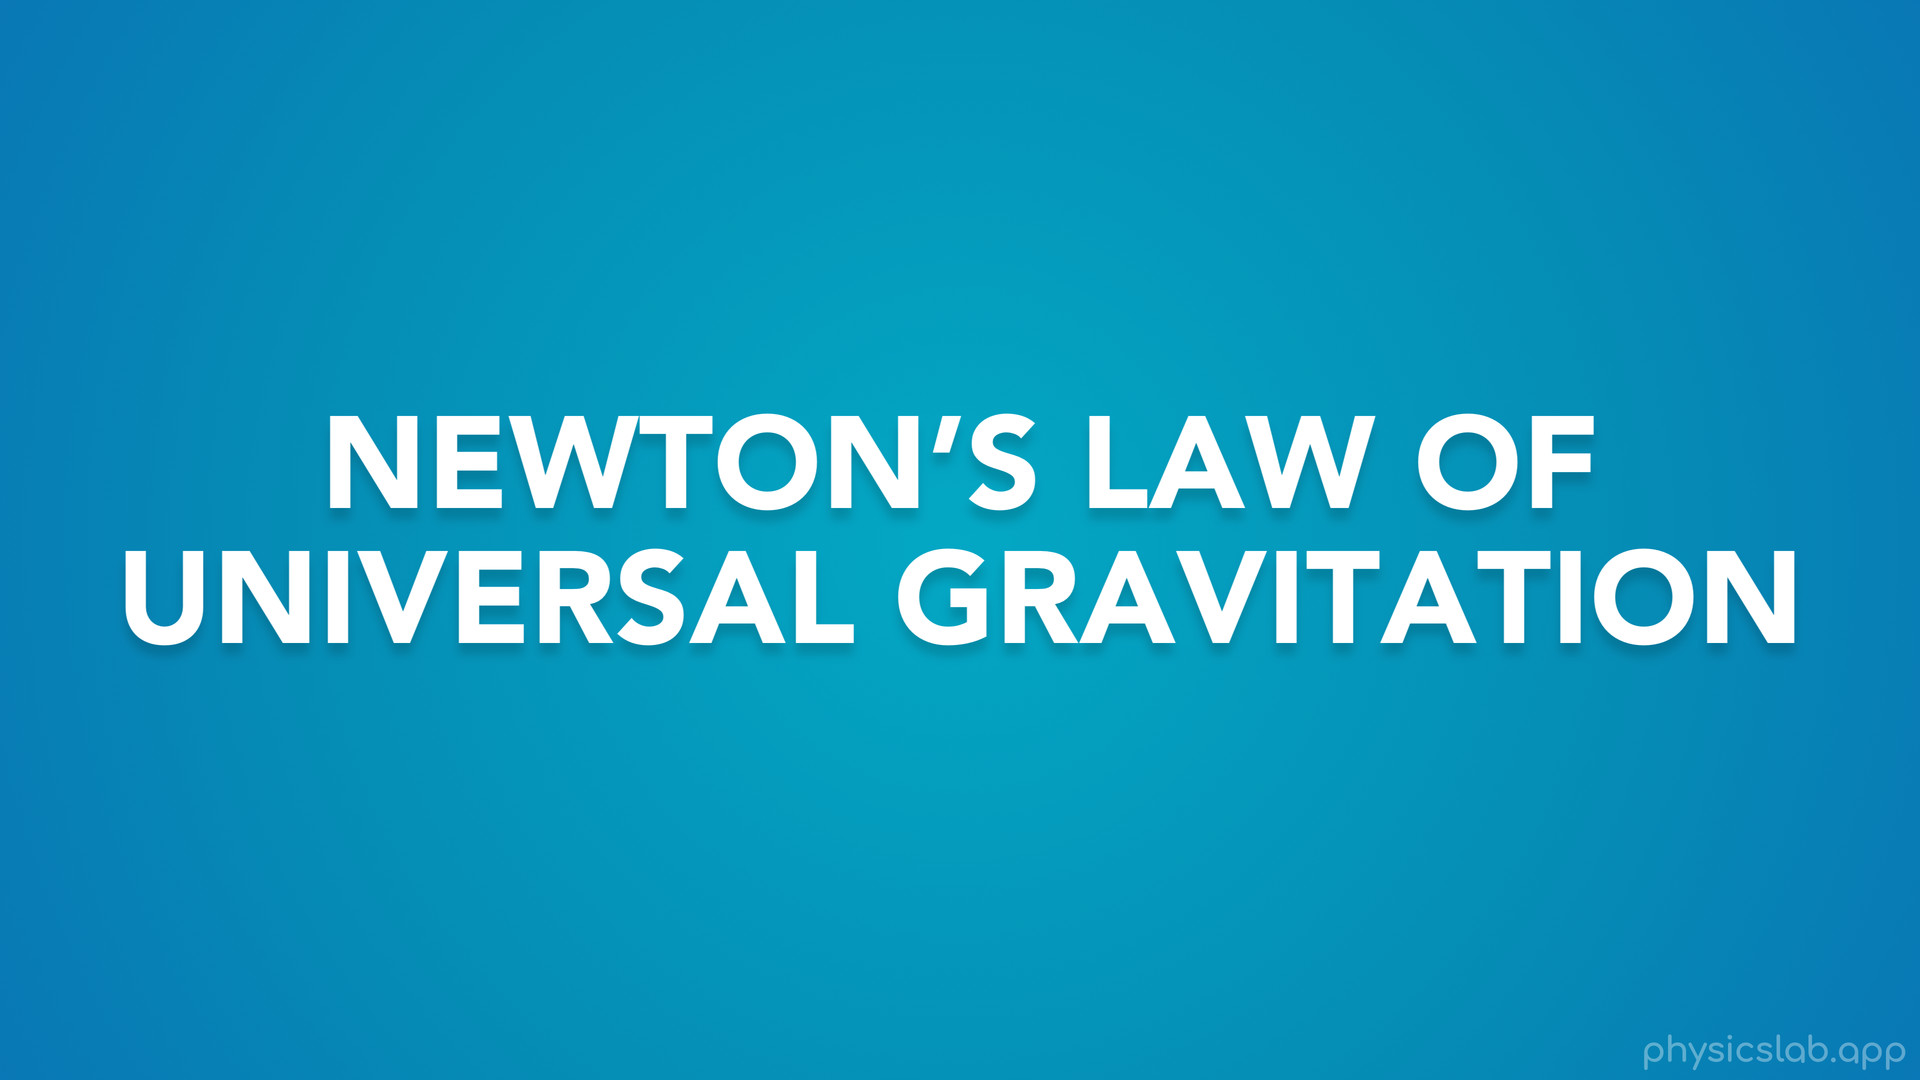 NEWTON’S LAW OF
UNIVERSAL GRAVITATION
physicslab.app